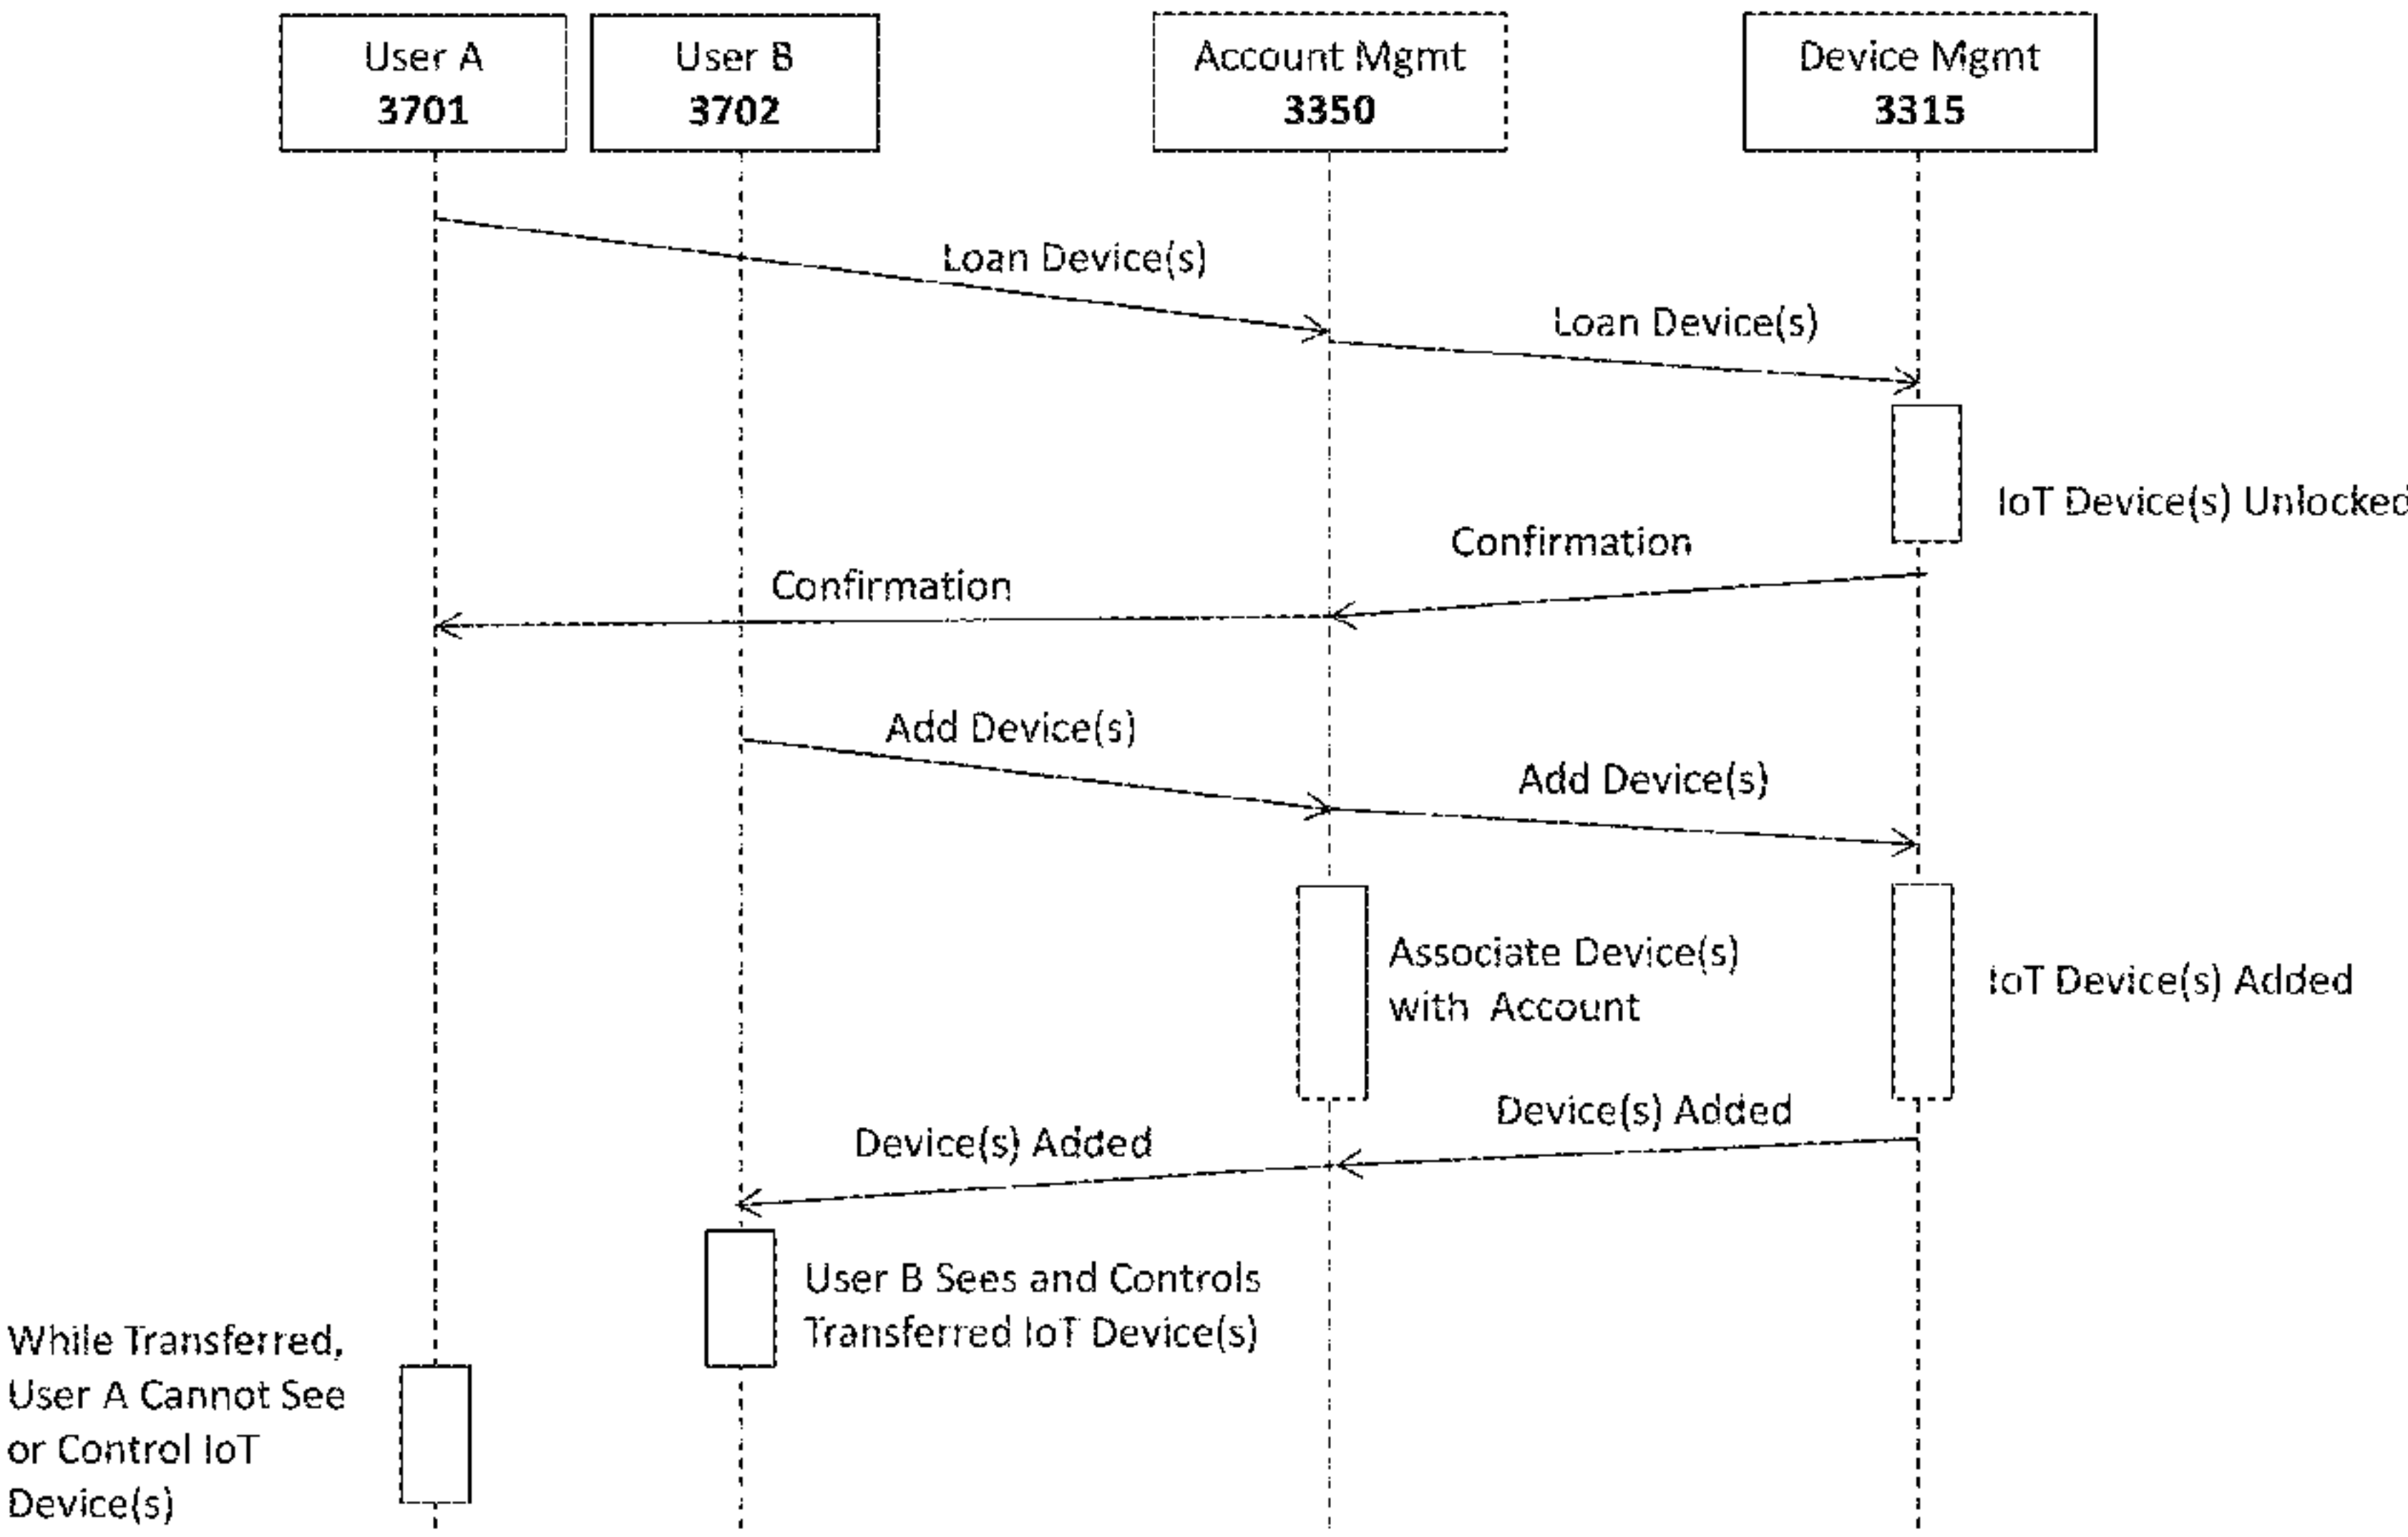 User A
3701
User B
3702
Account Mgmt
3350
Device Mgmt
3315
Loan Device(s)
Loan Device(s)
IoT Device(s) Unlocked
Confirmation
Confirmation
Add Device(s)
Add Device(s)
Associate Device(s)
with Account
IoT Device(s) Added
Device(s) Added
Device(s) Added
User B Sees and Controls
Transferred IoT Device(s)
While Transferred,
User A Cannot See
or Control IoT
Device(s)